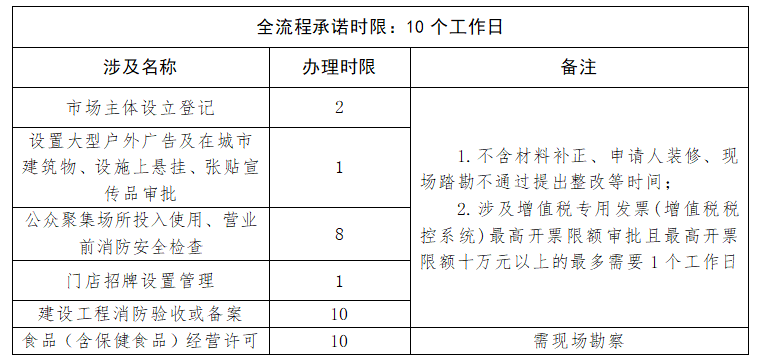 全流程承诺时限：10个工作日
涉及名称 办理时限 备注
市场主体设立登记 2
设置大型户外广告及在城市
建筑物、设施上悬挂、张贴宣
传品审批
1
公众聚集场所投入使用、营业
前消防安全检查
8
门店招牌设置管理 1
建设工程消防验收或备案 10
1.不含材料补正、申请人装修、现
场踏勘不通过提出整改等时间；
2.涉及增值税专用发票(增值税税
控系统)最高开票限额审批且最高开票
限额十万元以上的最多需要1个工作日
食品（含保健食品）经营许可 10 需现场勘察